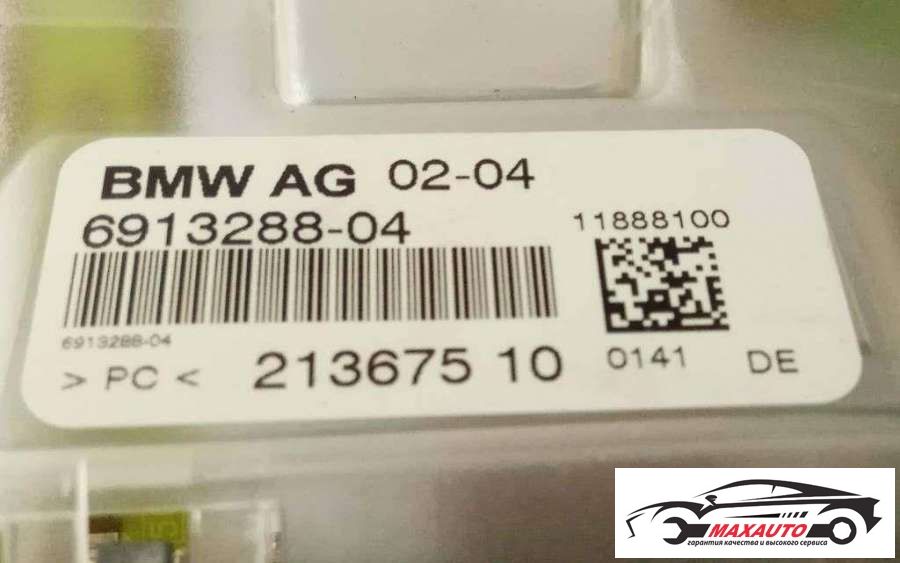 BMW AG 02-04
6913288-04
11888100
6913288-04
> PC < 213675 10
0141 DE
MAXAUTO
гарантия качества и высокого сервиса